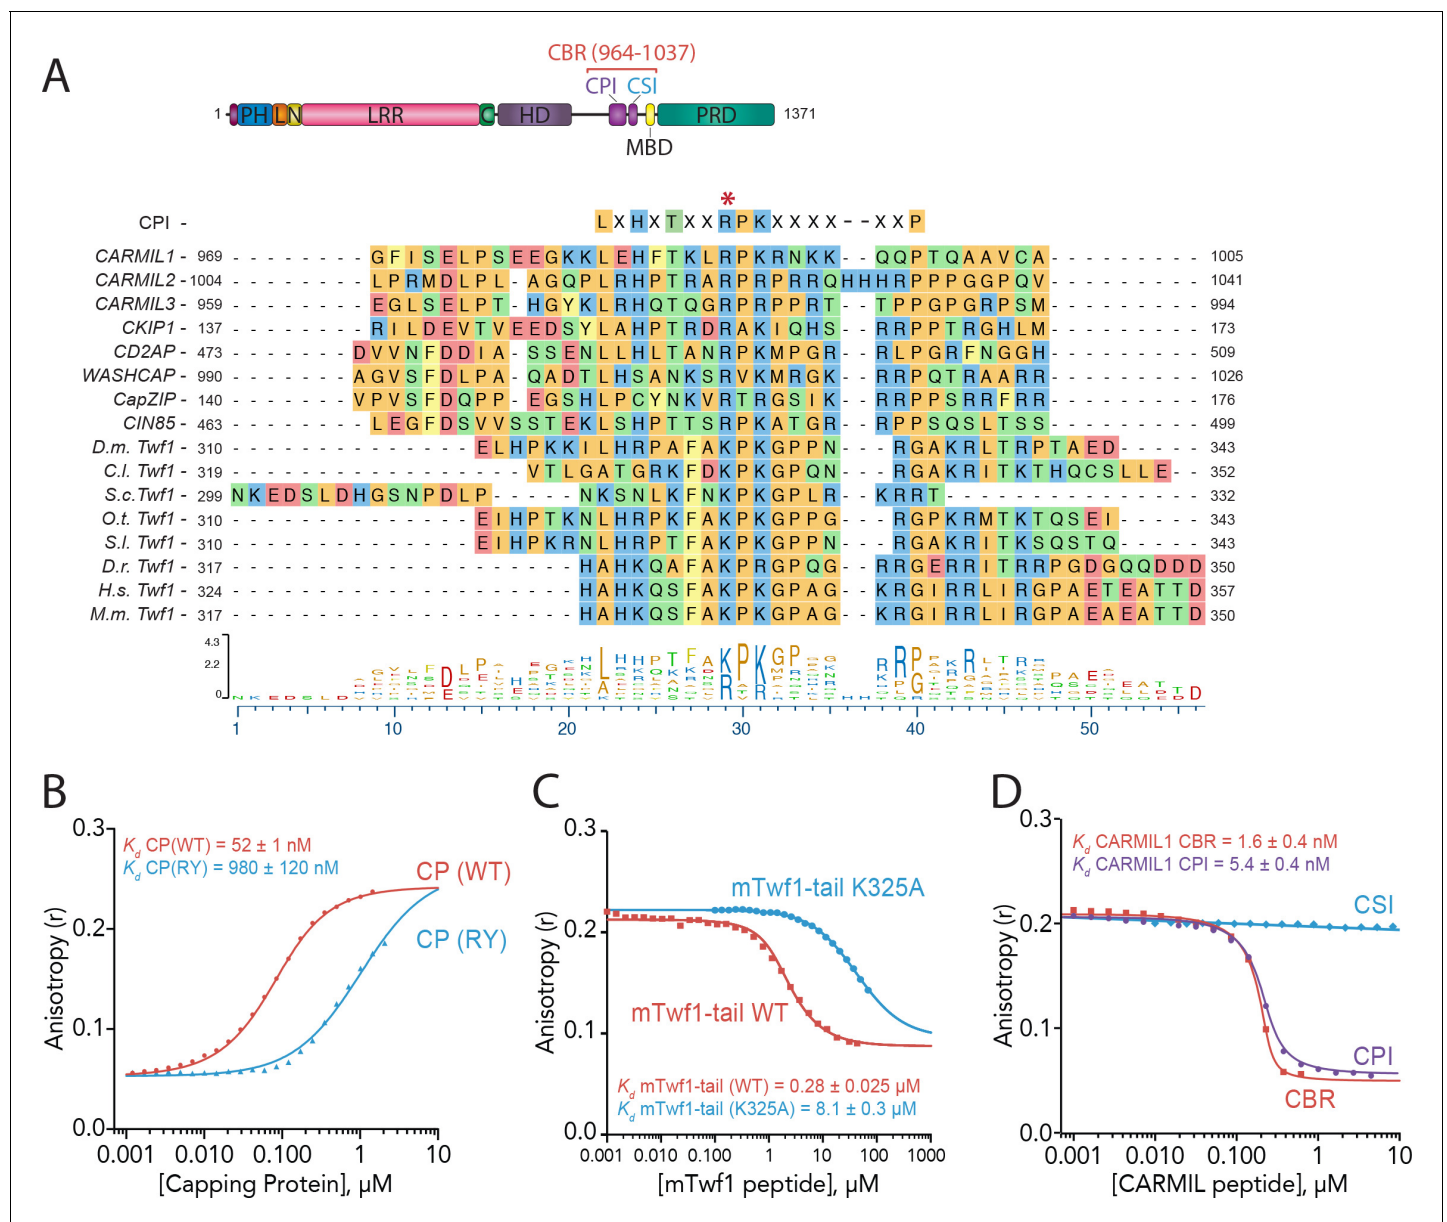 A
CBR (964-1037)
CPI CSI
1 PH L N LRR C HD PRD 1371
MBD
*
CPI - L X H X T X X R P K X X X X - - X X P
CARMIL1 - 969 - - - - - - - - G F I S E L P S E E G K K L E H F T K L R P K R N K K Q Q P T Q A A V C A - - - - - - - - - 1005
CARMIL2 - 1004 - - - - - - - - L P R M D L P L - A G Q P L R H P T R A R P R P R R Q H H H R P P P G G P Q V - - - - - - - - - 1041
CARMIL3 - 959 - - - - - - - - E G L S E L P T - H G Y K L R H Q T Q G R P R P P R T - - T P P G P G R P S M - - - - - - - - - 994
CKIP1 - 137 - - - - - - - - R I L D E V T V E E D S Y L A H P T R D R A K I Q H S - - R R P P T R G H L M - - - - - - - - - 173
CD2AP - 473 - - - - - - - D V V N F D D I A - S S E N L L H L T A N R P K M P G R - - R L P G R F N G G H - - - - - - - - - 509
WASHCAP - 990 - - - - - - - A G V S F D L P A - Q A D T L H S A N K S R V K M R G K - - R R P Q T R A A R R - - - - - - - - - 1026
CapZIP - 140 - - - - - - - V P V S F D Q P P - E G S H L P C Y N K V R T R G S I K - - R R P P S R R F R R - - - - - - - - - 176
CIN85 - 463 - - - - - - - - L E G F D S V V S S T E K L S H P T T S R P K A T G R - - R P P S Q S L T S S - - - - - - - - - 499
D.m. Twf1 - 310 - - - - - - - - - - - - - - E L H P K K I L H R P A F A K P K G P P N - - - R G A K R L T R P T A E D - - - - - 343
C.l. Twf1 - 319 - - - - - - - - - - - - - - - - - V T L G A T G R K F D K P K G P Q N - - - R G A K R I T K T H Q C S L L E - - 352
S.c.Twf1 - 299 N K E D S L D H G S N P D L P - - - - - N K S N L K F N K P K G P L R - - K R R T - - - - - - - - - - - - - - - 332
O.t. Twf1 - 310 - - - - - - - - - - - - - - E I H P T K N L H R P K F A K P K G P P G - - - R G P K R M T K T Q S E I - - - - - 343
S.l. Twf1 - 310 - - - - - - - - - - - - - - E I H P K R N L H R P T F A K P K G P P N - - - R G A K R I T K S Q S T Q - - - - - 343
D.r. Twf1 - 317 - - - - - - - - - - - - - - - - - - - - H A H K Q A F A K P R G P Q G - - R R G E R R I T R R P G D G Q Q D D D 350
H.s. Twf1 - 324 - - - - - - - - - - - - - - - - - - - - H A H K Q S F A K P K G P A G - - K R G I R R L I R G P A E T E A T T D 357
M.m. Twf1 - 317 - - - - - - - - - - - - - - - - - - - - H A H K Q S F A K P K G P A G - - K R G I R R L I R G P A E A E A T T D 350
4.3
2.2
0
1 10 20 30 40 50
B
0.3
0.2
0.1
0.0
Anisotropy (r)
Kd CP(WT) = 52 ± 1 nM
Kd CP(RY) = 980 ± 120 nM
CP (WT)
CP (RY)
0.001 0.010 0.100 1 10
[Capping Protein], μM
C
0.3
0.2
0.1
0.0
Anisotropy (r)
mTwf1-tail K325A
mTwf1-tail WT
Kd mTwf1-tail (WT) = 0.28 ± 0.025 μM
Kd mTwf1-tail (K325A) = 8.1 ± 0.3 μM
0.001 0.010 0.100 1 10 100 1000
[mTwf1 peptide], μM
D
0.3
0.2
0.1
0.0
Anisotropy (r)
Kd CARMIL1 CBR = 1.6 ± 0.4 nM
Kd CARMIL1 CPI = 5.4 ± 0.4 nM
CSI
CPI
CBR
0.001 0.010 0.100 1 10
[CARMIL peptide], μM